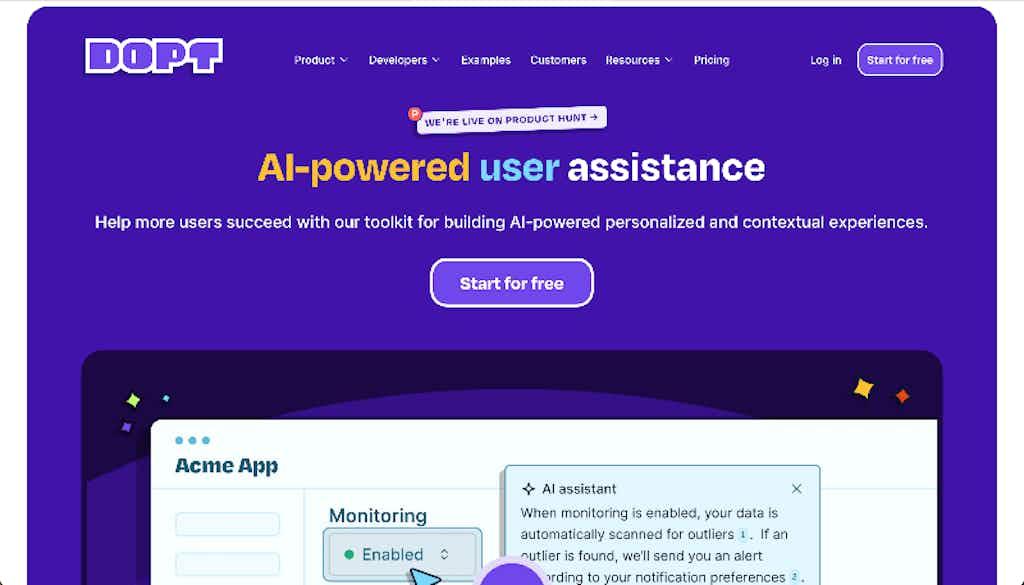 DOPT
Product Developers Examples Customers Resources Pricing
Log in Start for free
P WE'RE LIVE ON PRODUCT HUNT →
AI-powered user assistance
Help more users succeed with our toolkit for building AI-powered personalized and contextual experiences.
Start for free
Acme App
Monitoring
Enabled
AI assistant
When monitoring is enabled, your data is
automatically scanned for outliers 1. If an
outlier is found, we'll send you an alert
to your notification preferences 2.